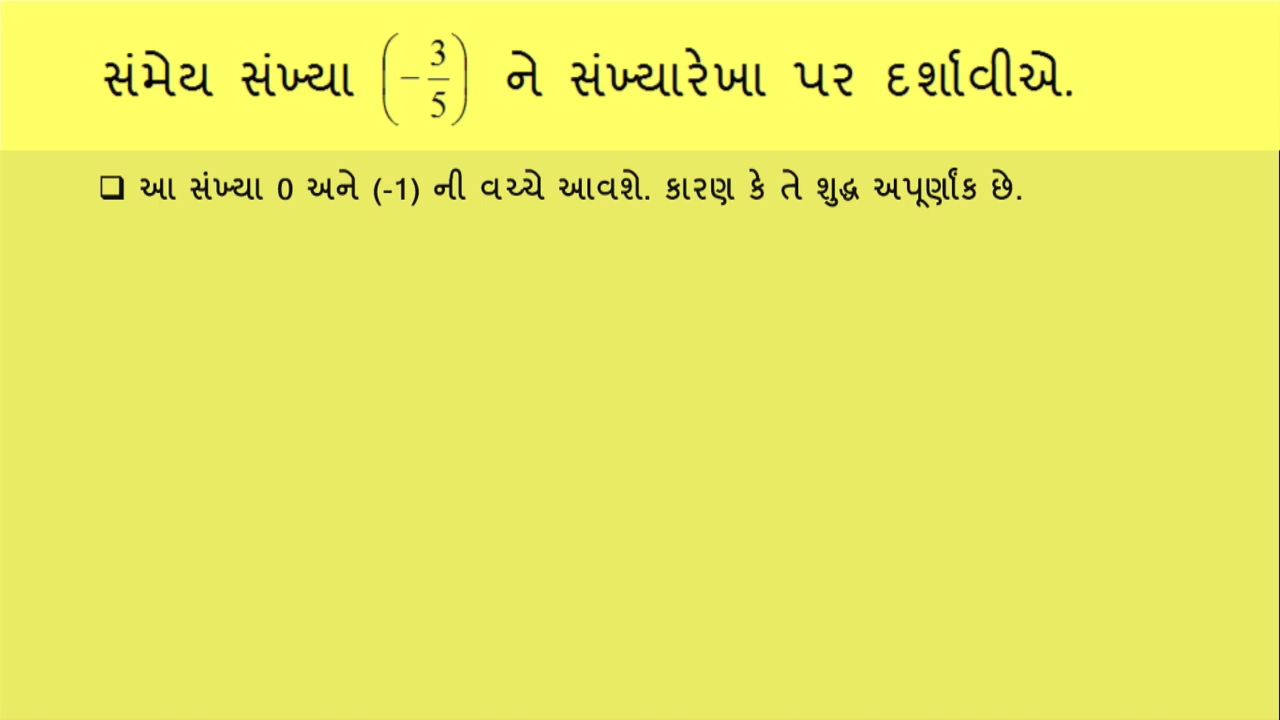 સંમેય સંખ્યા (-3/5) ને સંખ્યારેખા પર દર્શાવીએ.
❑ આ સંખ્યા 0 અને (-1) ની વચ્ચે આવશે. કારણ કે તે શુદ્ધ અપૂર્ણાંક છે.